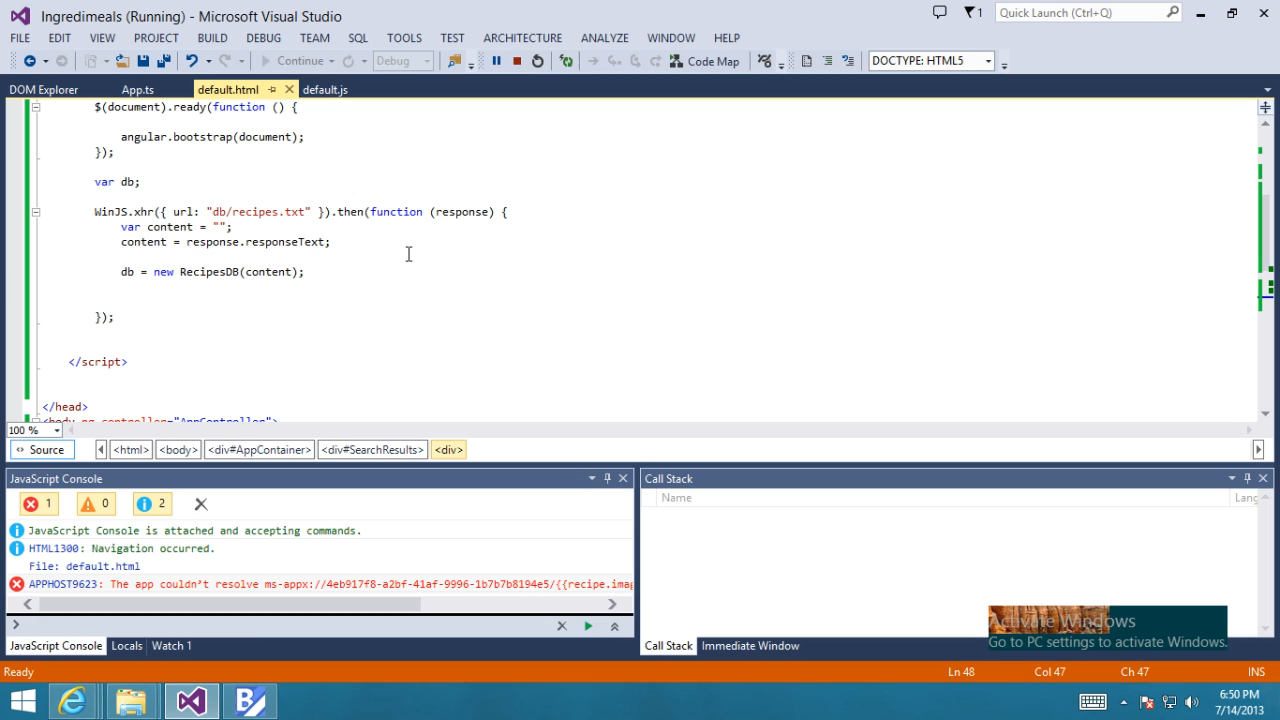 Ingredimeals (Running) - Microsoft Visual Studio
1
Quick Launch (Ctrl+Q)
FILE EDIT VIEW PROJECT BUILD DEBUG TEAM SQL TOOLS TEST ARCHITECTURE ANALYZE WINDOW HELP
Continue Debug Code Map DOCTYPE: HTML5
DOM Explorer App.ts default.html default.js
$(document).ready(function () {
angular.bootstrap(document);
});
var db;
WinJS.xhr({ url: "db/recipes.txt" }).then(function (response) {
var content = "";
content = response.responseText;
db = new RecipesDB(content);
});
</script>
</head>
<body ng-controller="AppController">
100 %
Source <html> <body> <div#AppContainer> <div#SearchResults> <div>
JavaScript Console
1 0 2
JavaScript Console is attached and accepting commands.
HTML1300: Navigation occurred.
File: default.html
APPHOST9623: The app couldn't resolve ms-appx://4eb917f8-a2bf-41af-9996-1b7b7b8194e5/{{recipe.imag
>
JavaScript Console Locals Watch 1
Call Stack
Name Lang
Call Stack Immediate Window
Activate Windows
Go to PC settings to activate Windows.
Ready Ln 48 Col 47 Ch 47 INS
6:50 PM
7/14/2013